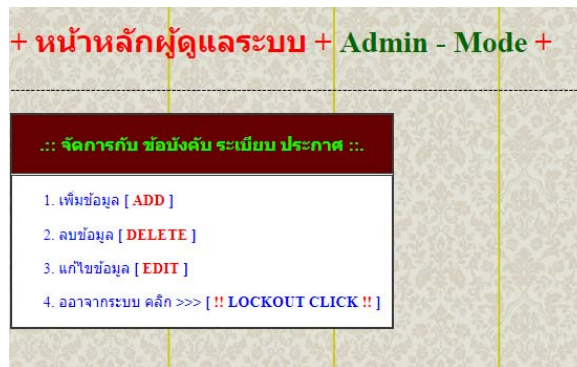 + หน้าหลักผู้ดูแลระบบ + Admin - Mode +
.:: จัดการกับ ข้อบังคับ ระเบียบ ประกาศ ::.
1. เพิ่มข้อมูล [ ADD ]
2. ลบข้อมูล [ DELETE ]
3. แก้ไขข้อมูล [ EDIT ]
4. ออาจากระบบ คลิ๊ก >>> [ !! LOCKOUT CLICK !! ]